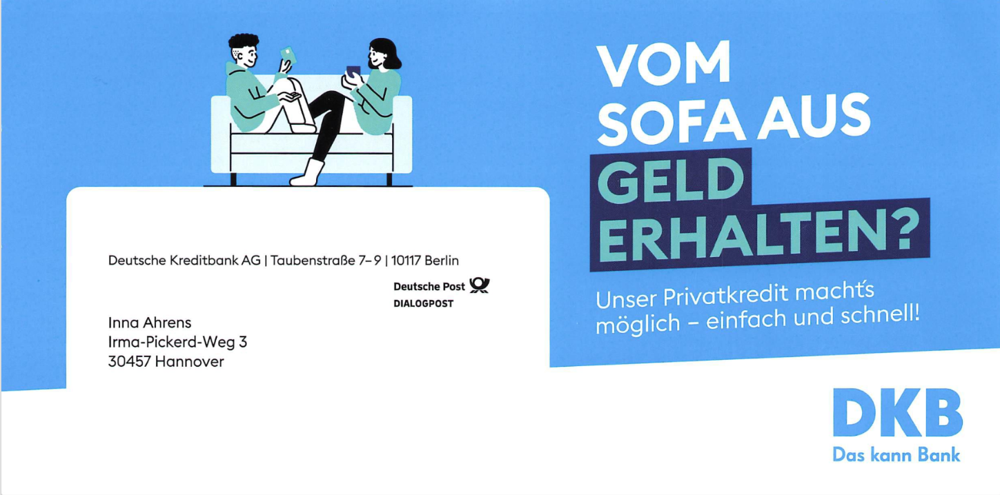 VOM
SOFA AUS
GELD
ERHALTEN?
Unser Privatkredit macht´s
möglich – einfach und schnell!
Deutsche Kreditbank AG | Taubenstraße 7–9 | 10117 Berlin
Deutsche Post
DIALOGPOST
Inna Ahrens
Irma-Pickerd-Weg 3
30457 Hannover
DKB
Das kann Bank